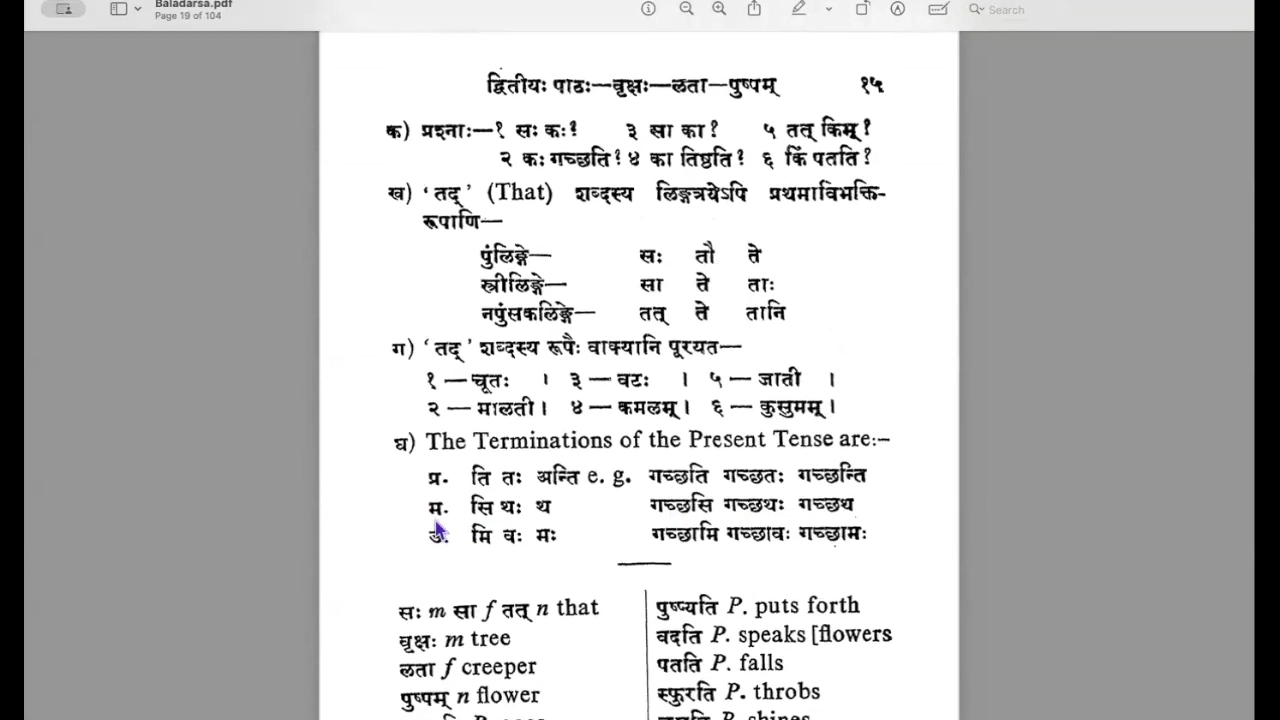 Baladarsa.pdf
Page 19 of 104
Search
द्वितीयः पाठः—वृक्षः—लता—पुष्पम् १५
क) प्रश्नाः—१ सः कः? ३ सा का? ५ तत् किम्?
२ कः गच्छति? ४ का तिष्ठति? ६ किं पतति?
ख) 'तद्' (That) शब्दस्य लिङ्गत्रयेऽपि प्रथमाविभक्ति-
रूपाणि—
पुंलिङ्गे— सः तौ ते
स्त्रीलिङ्गे— सा ते ताः
नपुंसकलिङ्गे— तत् ते तानि
ग) 'तद्' शब्दस्य रूपैः वाक्यानि पूरयत—
१ — चूतः । ३ — वटः । ५ — जाती ।
२ — मालती । ४ — कमलम् । ६ — कुसुमम् ।
घ) The Terminations of the Present Tense are:-
प्र. ति तः अन्ति e. g. गच्छति गच्छतः गच्छन्ति
म. सि थः थ गच्छसि गच्छथः गच्छथ
उ. मि वः मः गच्छामि गच्छावः गच्छामः
सः m सा f तत् n that
वृक्षः m tree
लता f creeper
पुष्पम् n flower
पुष्प्यति P. puts forth
वदति P. speaks [flowers
पतति P. falls
स्फुरति P. throbs
P. shines